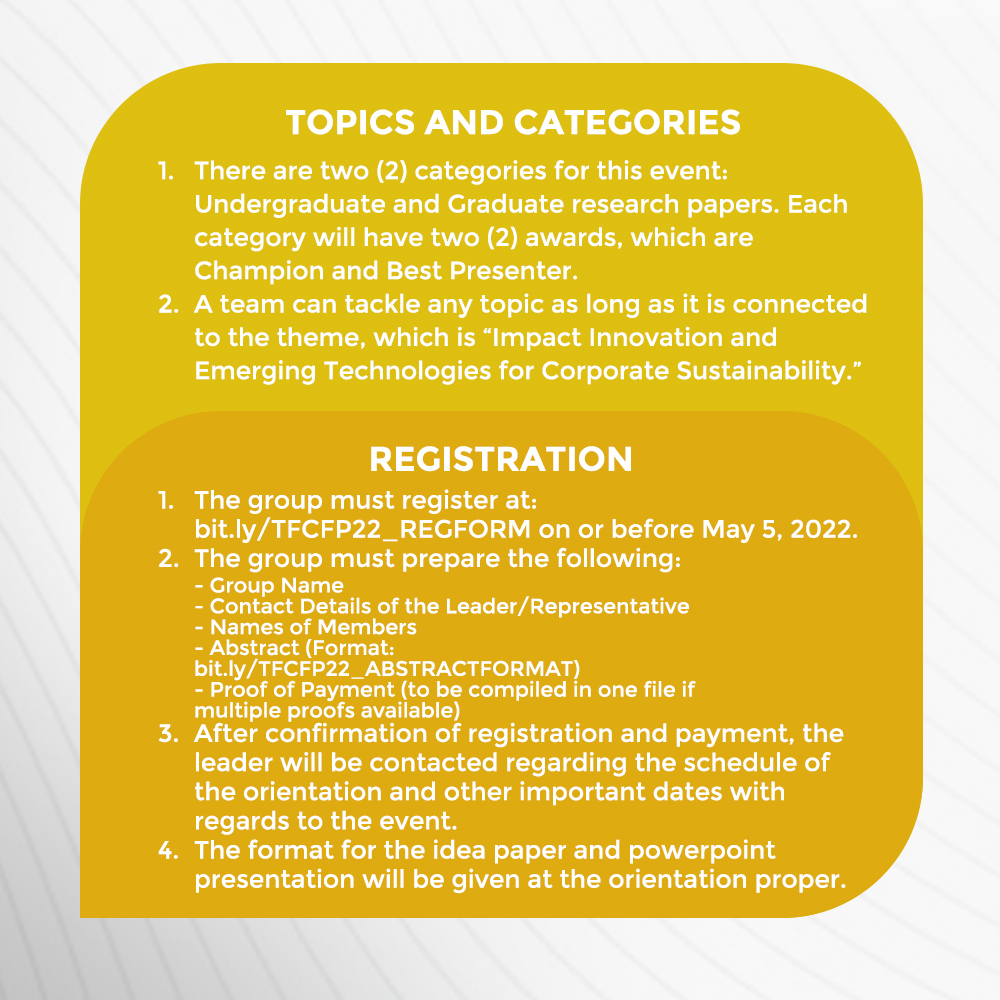 TOPICS AND CATEGORIES
1. There are two (2) categories for this event:
Undergraduate and Graduate research papers. Each
category will have two (2) awards, which are
Champion and Best Presenter.
2. A team can tackle any topic as long as it is connected
to the theme, which is “Impact Innovation and
Emerging Technologies for Corporate Sustainability.”
REGISTRATION
1. The group must register at:
bit.ly/TFCFP22_REGFORM on or before May 5, 2022.
2. The group must prepare the following:
- Group Name
- Contact Details of the Leader/Representative
- Names of Members
- Abstract (Format:
bit.ly/TFCFP22_ABSTRACTFORMAT)
- Proof of Payment (to be compiled in one file if
multiple proofs available)
3. After confirmation of registration and payment, the
leader will be contacted regarding the schedule of
the orientation and other important dates with
regards to the event.
4. The format for the idea paper and powerpoint
presentation will be given at the orientation proper.